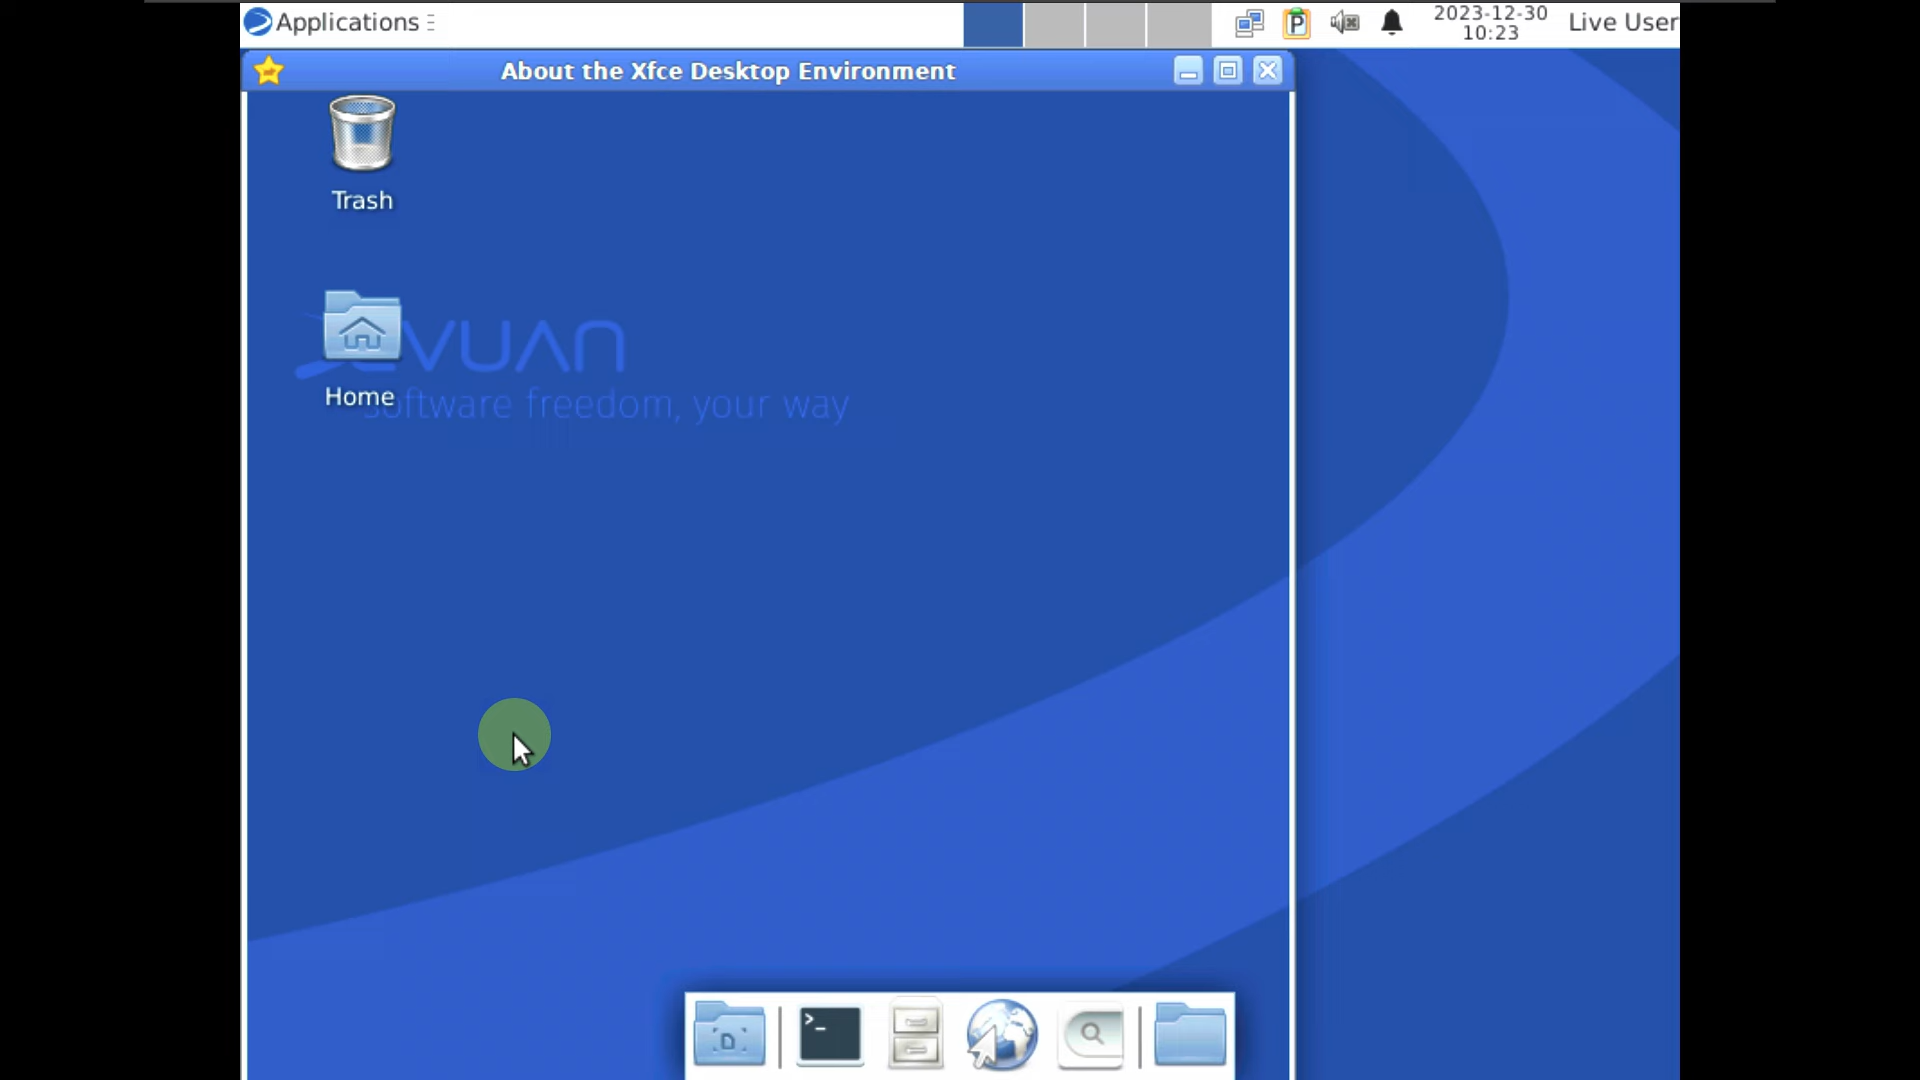 Applications
2023-12-30
10:23
Live User
About the Xfce Desktop Environment
Trash
Home
VUAN
software freedom, your way